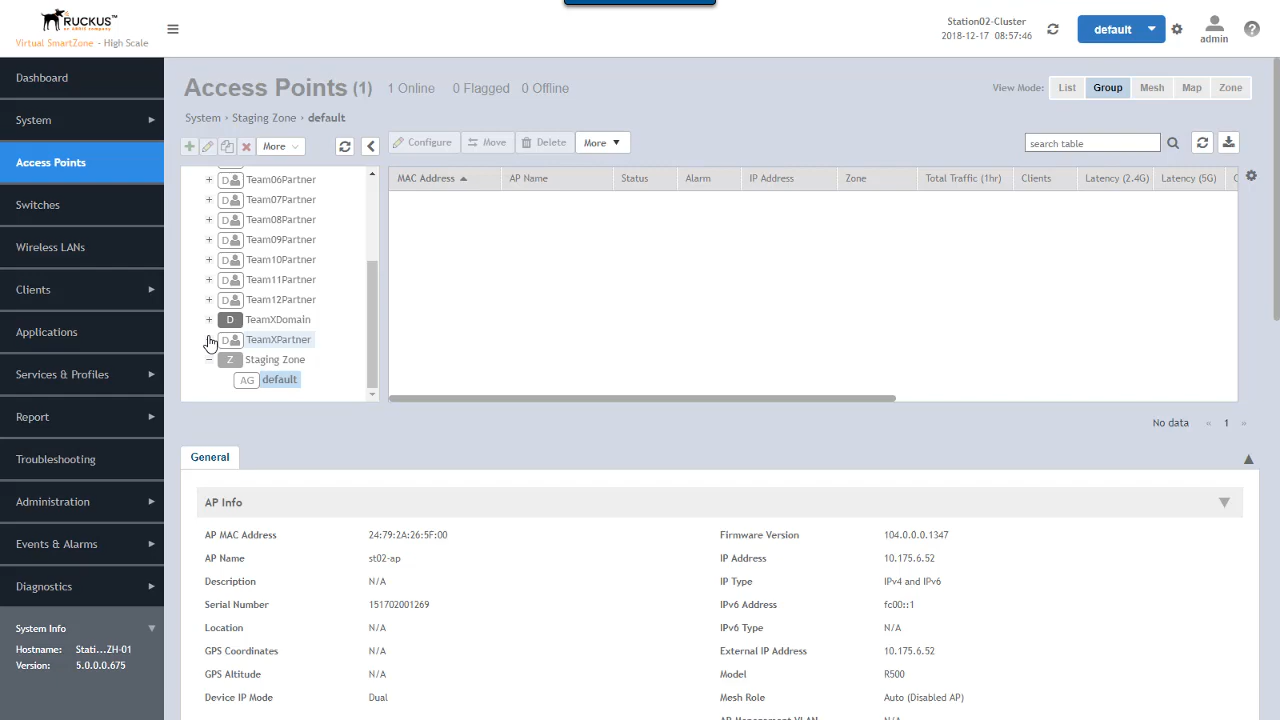 RUCKUS™
Virtual SmartZone - High Scale
Station02-Cluster
2018-12-17 08:57:46
default
admin
Dashboard
System
Access Points
Switches
Wireless LANs
Clients
Applications
Services & Profiles
Report
Troubleshooting
Administration
Events & Alarms
Diagnostics
System Info
Hostname: Stati...ZH-01
Version: 5.0.0.0.675
Access Points (1) 1 Online 0 Flagged 0 Offline
View Mode: List Group Mesh Map Zone
System › Staging Zone › default
More
Configure Move Delete More
search table
Team06Partner
Team07Partner
Team08Partner
Team09Partner
Team10Partner
Team11Partner
Team12Partner
D TeamXDomain
TeamXPartner
Z Staging Zone
AG default
MAC Address AP Name Status Alarm IP Address Zone Total Traffic (1hr) Clients Latency (2.4G) Latency (5G)
No data « 1 »
General
AP Info
AP MAC Address 24:79:2A:26:5F:00
AP Name st02-ap
Description N/A
Serial Number 151702001269
Location N/A
GPS Coordinates N/A
GPS Altitude N/A
Device IP Mode Dual
Firmware Version 104.0.0.0.1347
IP Address 10.175.6.52
IP Type IPv4 and IPv6
IPv6 Address fc00::1
IPv6 Type N/A
External IP Address 10.175.6.52
Model R500
Mesh Role Auto (Disabled AP)
AP Management VLAN N/A